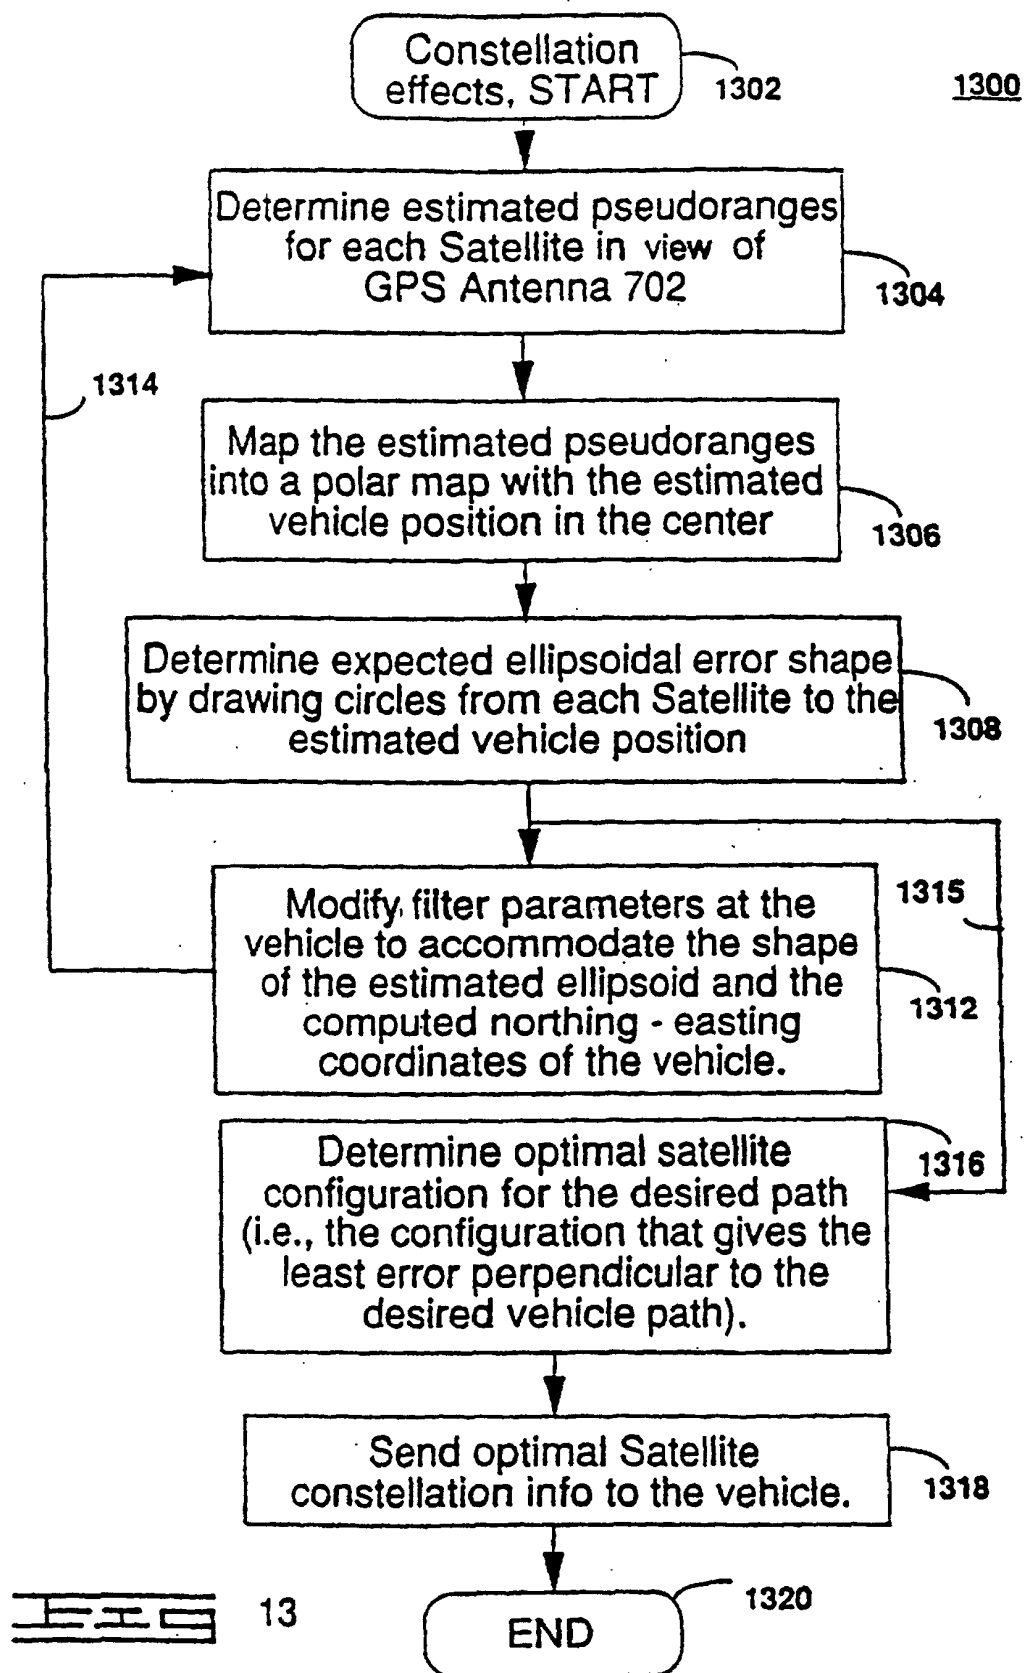 Constellation
effects, START
1302
1300
Determine estimated pseudoranges
for each Satellite in view of
GPS Antenna 702
1304
1314
Map the estimated pseudoranges
into a polar map with the estimated
vehicle position in the center
1306
Determine expected ellipsoidal error shape
by drawing circles from each Satellite to the
estimated vehicle position
1308
1315
Modify filter parameters at the
vehicle to accommodate the shape
of the estimated ellipsoid and the
computed northing - easting
coordinates of the vehicle.
1312
Determine optimal satellite
configuration for the desired path
(i.e., the configuration that gives the
least error perpendicular to the
desired vehicle path).
1316
Send optimal Satellite
constellation info to the vehicle.
1318
END
1320
FIG 13